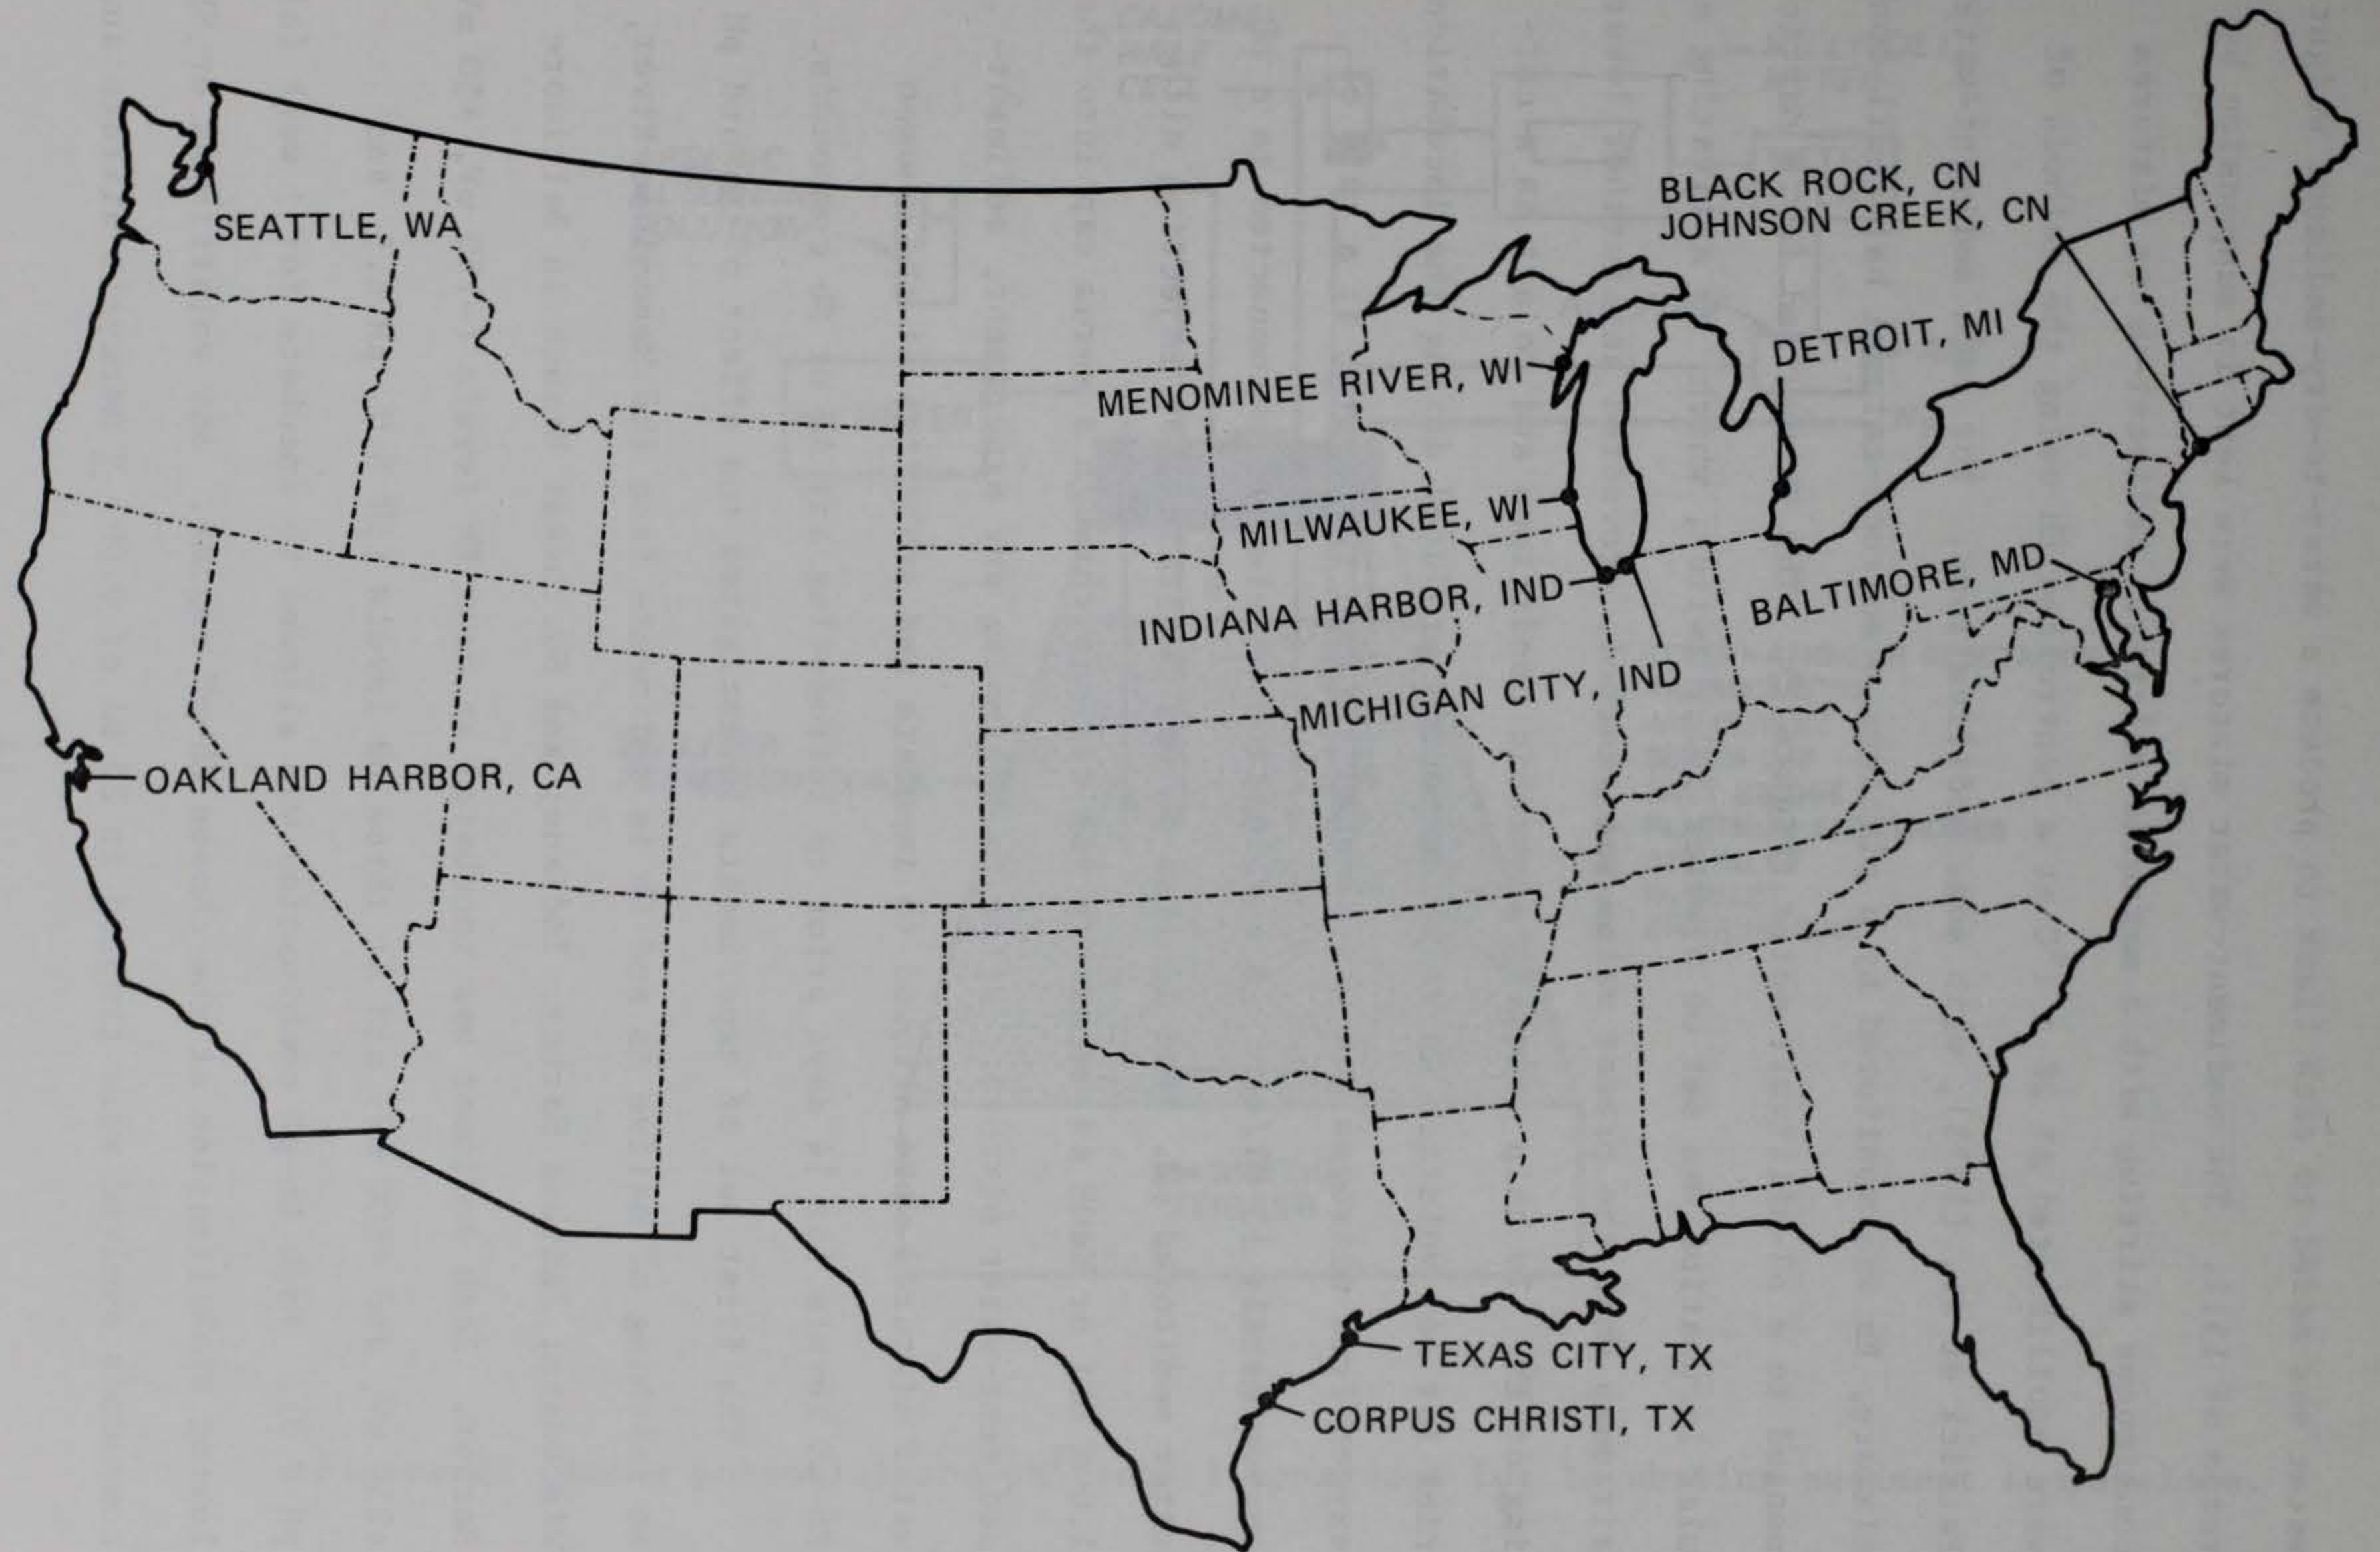 BLACK ROCK, CN
JOHNSON CREEK, CN
SEATTLE, WA
DETROIT, MI
MENOMINEE RIVER, WI
MILWAUKEE, WI
BALTIMORE, MD
INDIANA HARBOR, IND
MICHIGAN CITY, IND
OAKLAND HARBOR, CA
TEXAS CITY, TX
CORPUS CHRISTI, TX